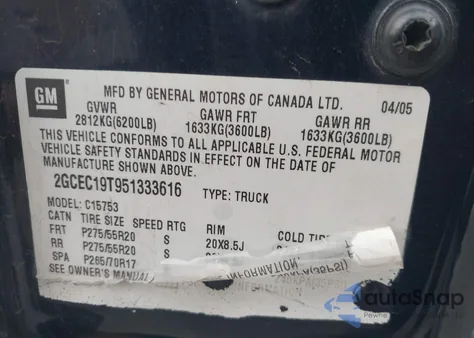 GM
MFD BY GENERAL MOTORS OF CANADA LTD. 04/05
GVWR GAWR FRT GAWR RR
2812KG(6200LB) 1633KG(3600LB) 1633KG(3600LB)
THIS VEHICLE CONFORMS TO ALL APPLICABLE U.S. FEDERAL MOTOR
VEHICLE SAFETY STANDARDS IN EFFECT ON THE DATE OF
MANUFACTURE SHOWN ABOVE.
2GCEC19T951333616 TYPE: TRUCK
MODEL: C15753
CATN TIRE SIZE SPEED RTG RIM COLD
FRT P275/55R20 S 20X8.5J
RR P275/55R20 S
SPA P265/70R17
SEE OWNER'S MANUAL
autoSnap